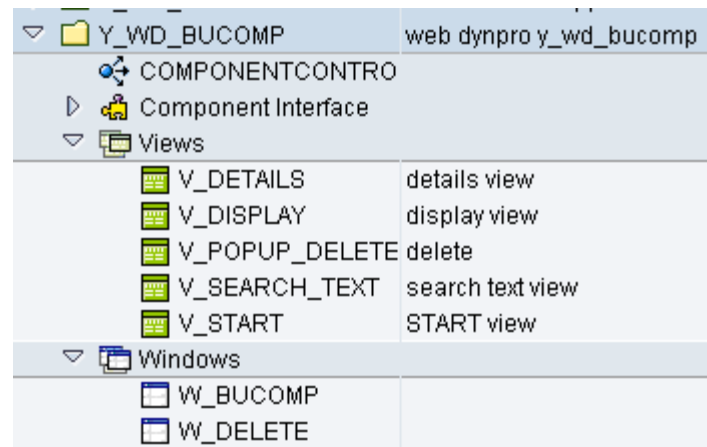 Y_WD_BUCOMP web dynpro y_wd_bucomp
COMPONENTCONTRO
Component Interface
Views
V_DETAILS details view
V_DISPLAY display view
V_POPUP_DELETE delete
V_SEARCH_TEXT search text view
V_START START view
Windows
W_BUCOMP
W_DELETE